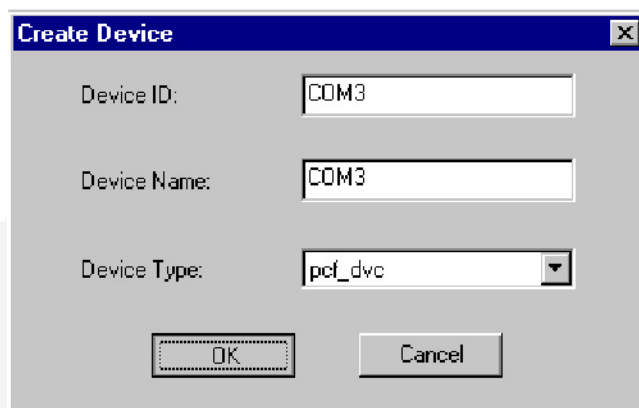 Create Device
Device ID: COM3
Device Name: COM3
Device Type: pcf_dvc
OK Cancel